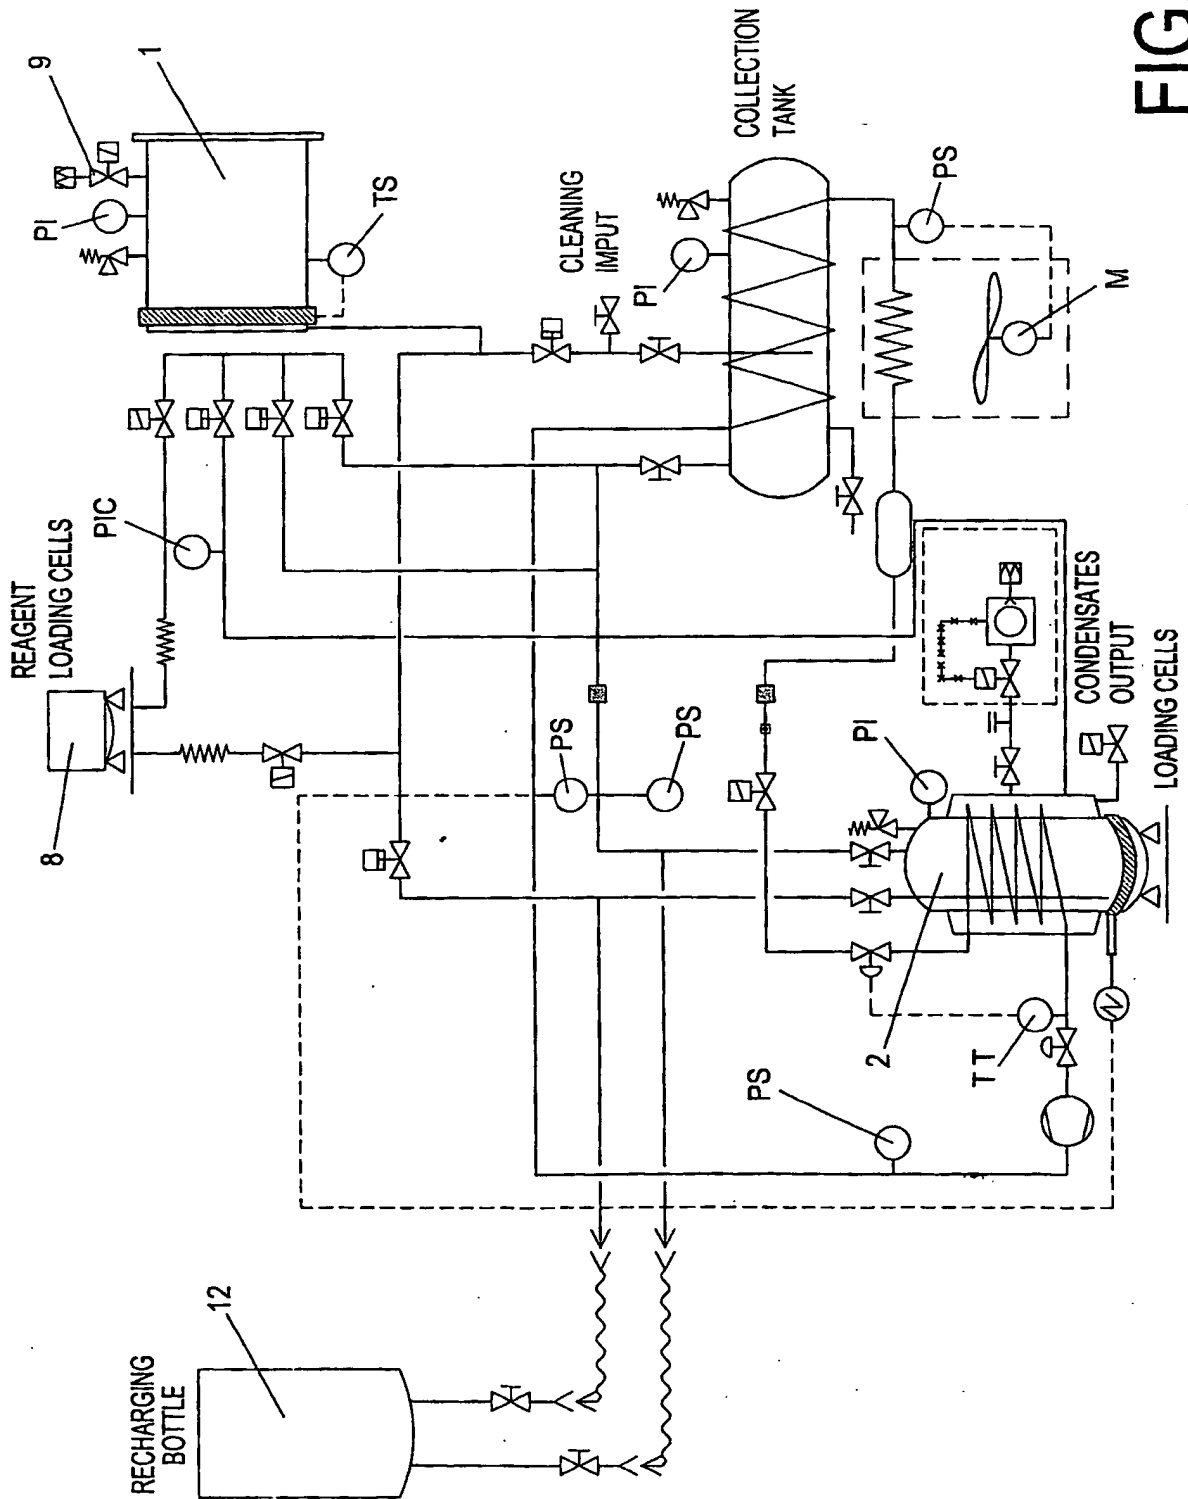 FIG
9
1
PI
TS
COLLECTION
TANK
CLEANING
IMPUT
PI
PS
M
PIC
REAGENT
LOADING CELLS
8
PS
PS
CONDENSATES
OUTPUT
PI
LOADING CELLS
2
TT
PS
12
RECHARGING
BOTTLE